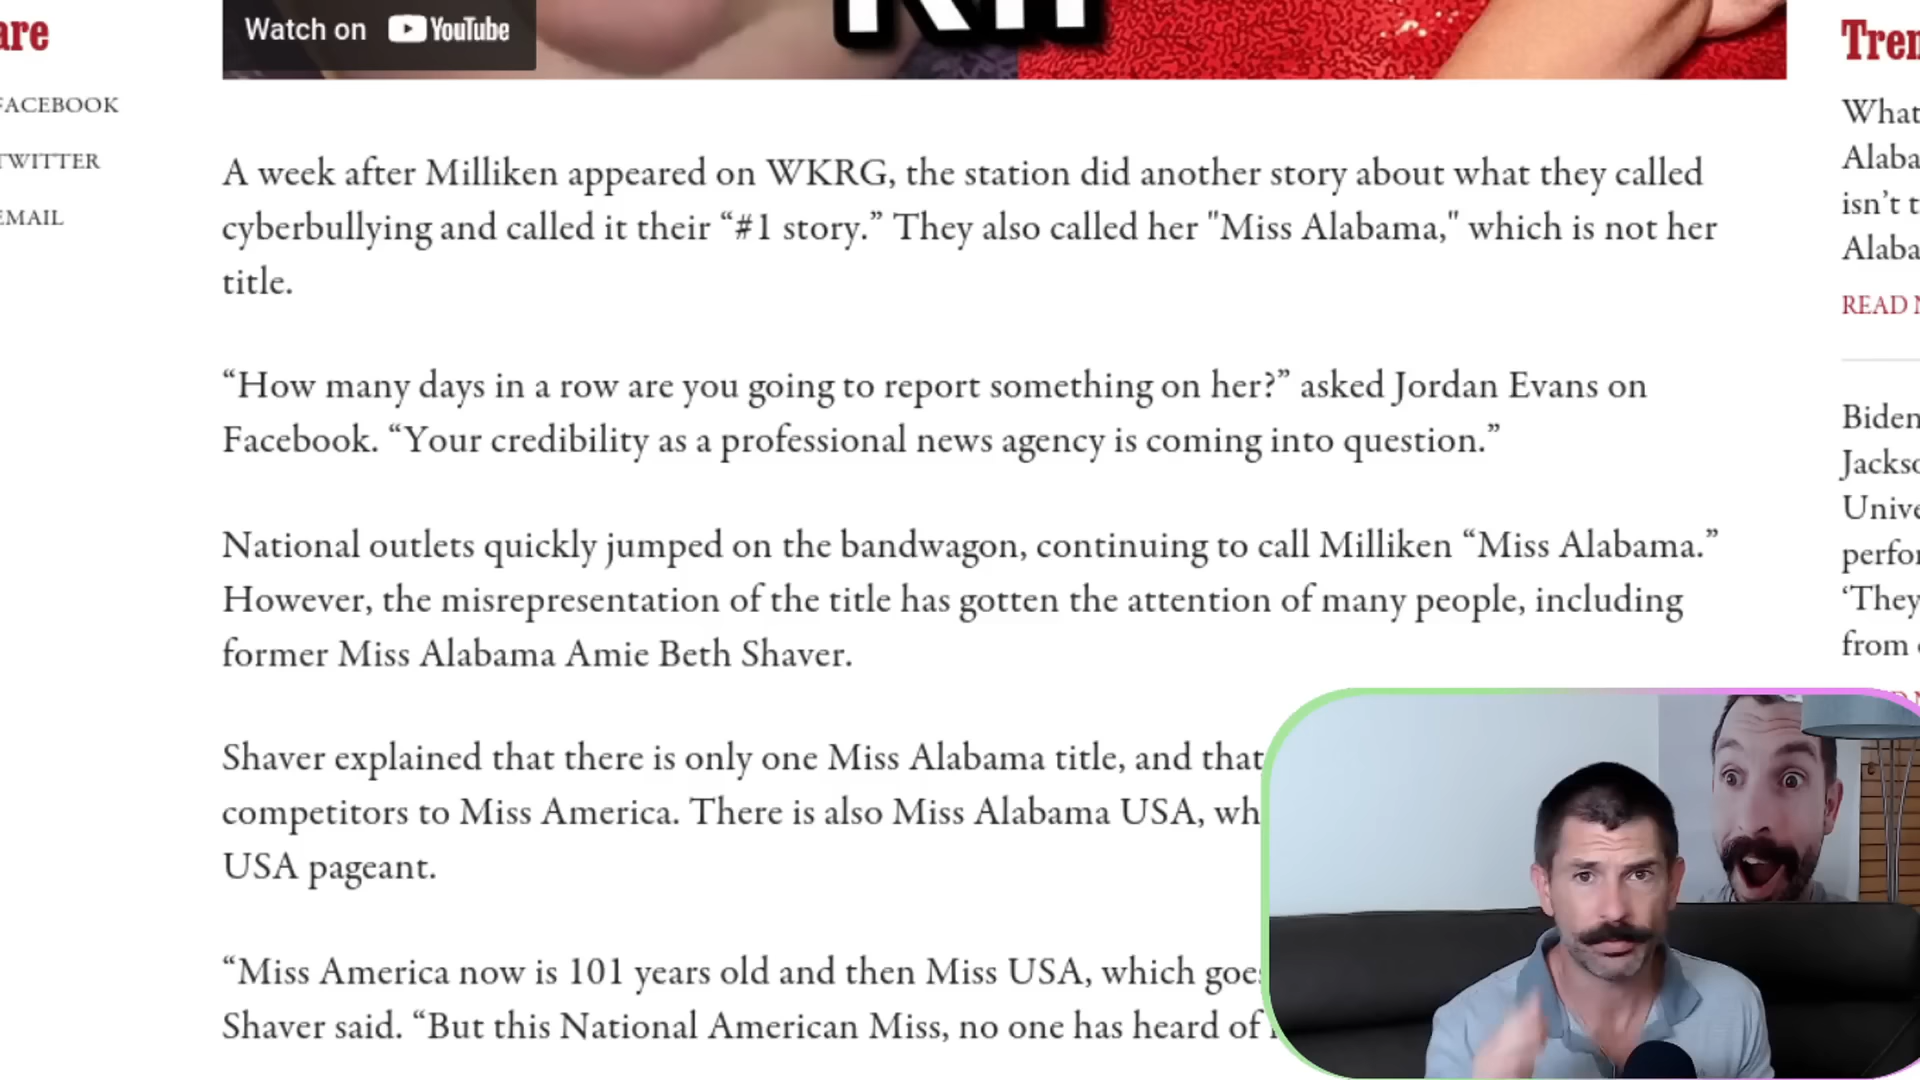 are
FACEBOOK
TWITTER
EMAIL
Watch on YouTube
A week after Milliken appeared on WKRG, the station did another story about what they called
cyberbullying and called it their “#1 story.” They also called her "Miss Alabama," which is not her
title.
“How many days in a row are you going to report something on her?” asked Jordan Evans on
Facebook. “Your credibility as a professional news agency is coming into question.”
National outlets quickly jumped on the bandwagon, continuing to call Milliken “Miss Alabama.”
However, the misrepresentation of the title has gotten the attention of many people, including
former Miss Alabama Amie Beth Shaver.
Shaver explained that there is only one Miss Alabama title, and that
competitors to Miss America. There is also Miss Alabama USA, wh
USA pageant.
“Miss America now is 101 years old and then Miss USA, which goes
Shaver said. “But this National American Miss, no one has heard of
Tren
What
Alaba
isn’t t
Alaba
READ
Biden
Jackso
Unive
perfor
‘They
from